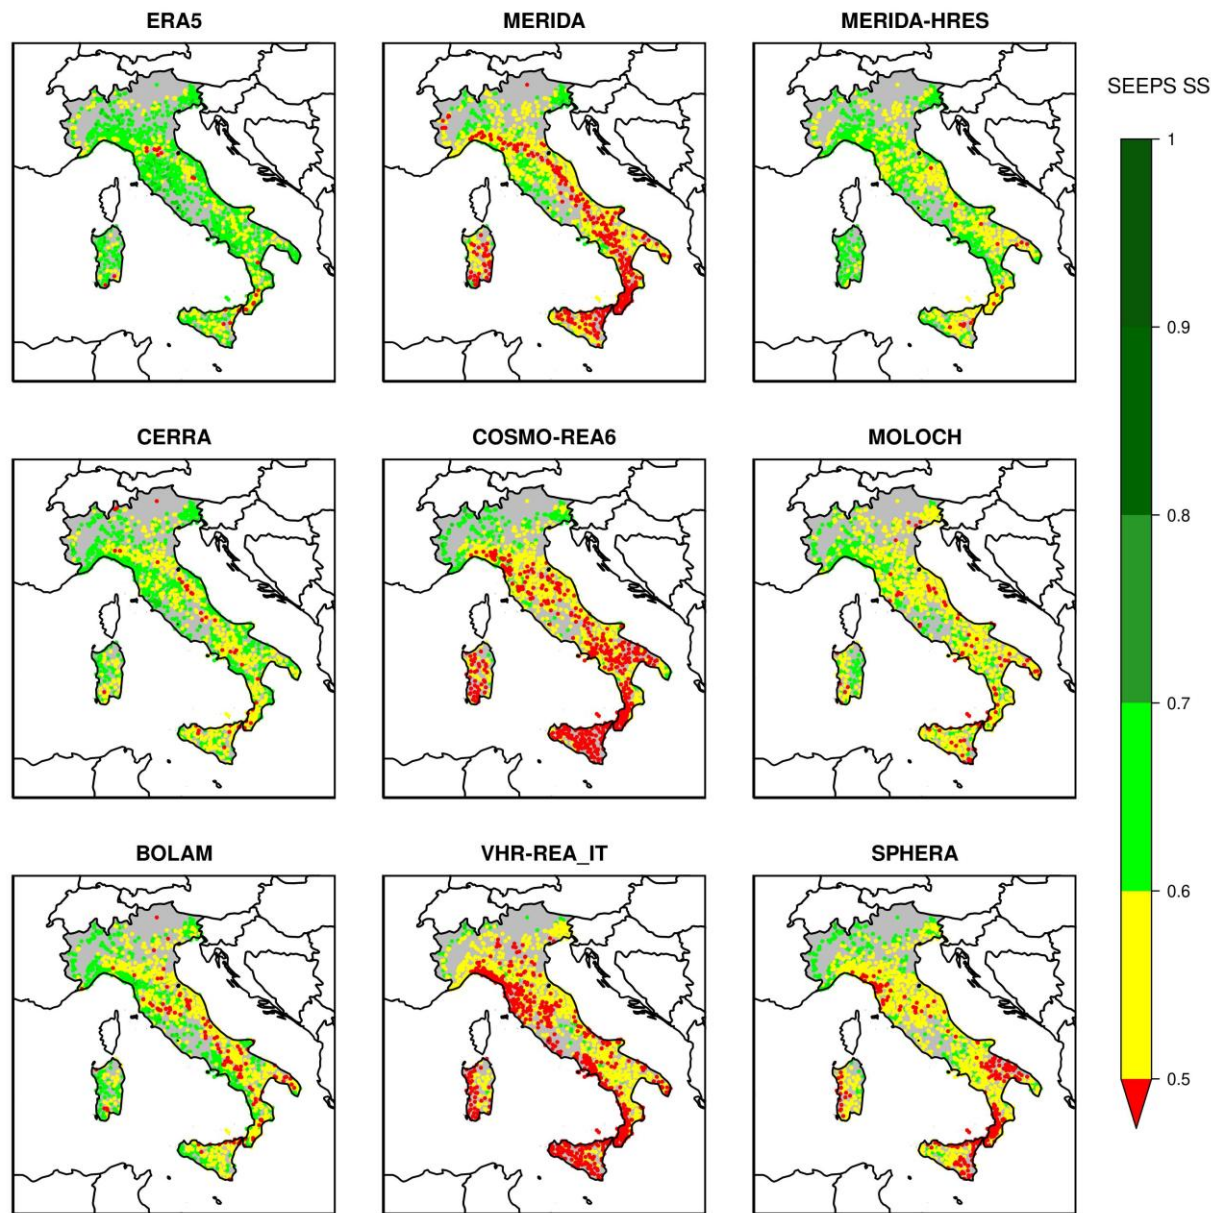 ERA5
MERIDA
MERIDA-HRES
SEEPS SS
1
0.9
CERRA
COSMO-REA6
MOLOCH
0.8
0.7
BOLAM
VHR-REA_IT
SPHERA
0.6
0.5